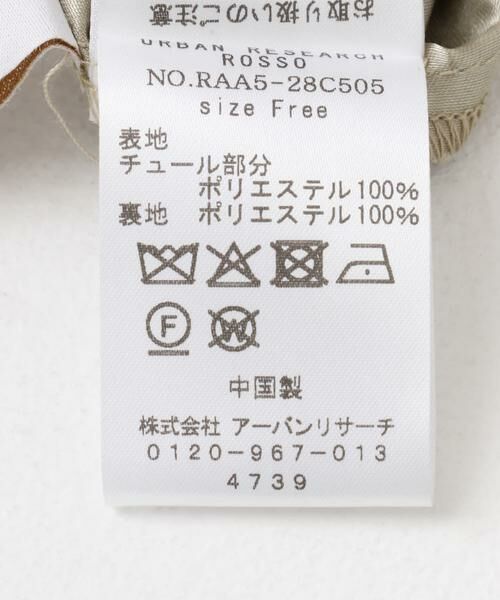 お取り扱いのご注意
URBAN RESEARCH
ROSSO
NO.RAA5-28C505
size Free
表地
チュール部分
ポリエステル100%
裏地 ポリエステル100%
F W
中国製
株式会社 アーバンリサーチ
0120-967-013
4739